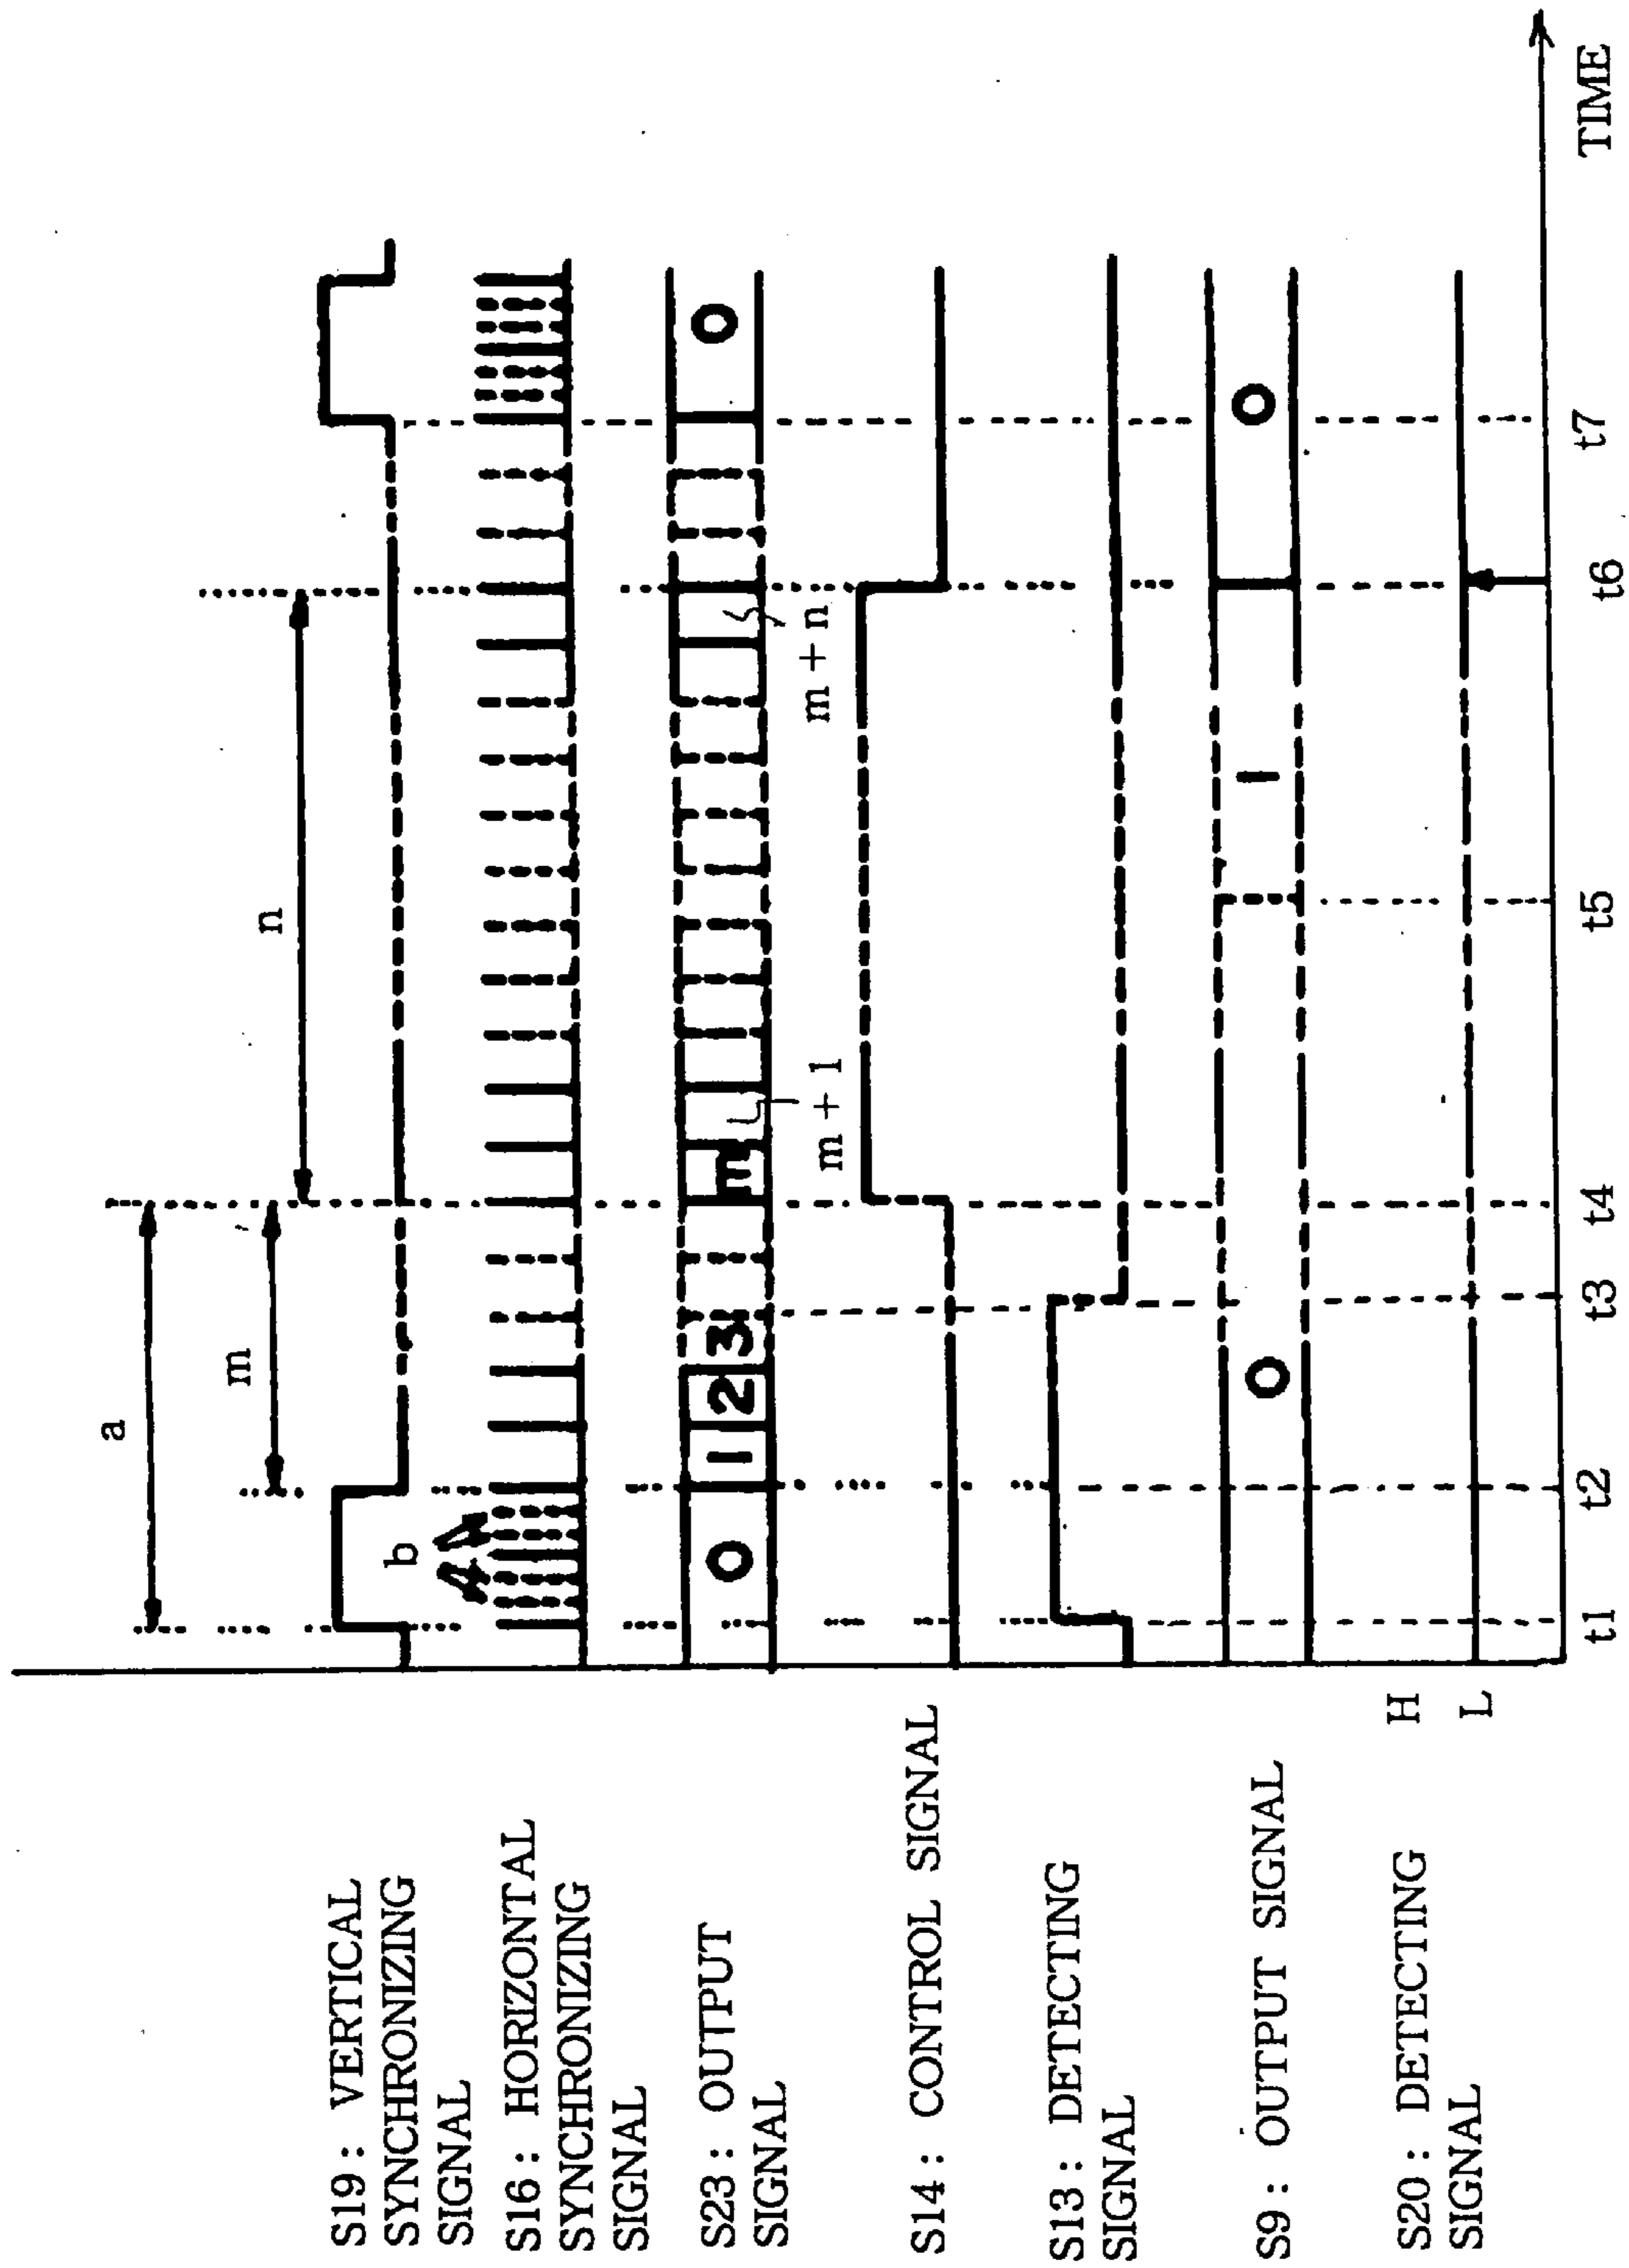 a
m
n
S19 : VERTICAL
SYNCHRONIZING
SIGNAL
b
S16 : HORIZONTAL
SYNCHRONIZING
SIGNAL
S23 : OUTPUT
SIGNAL
0 1 2 3 m 0
m + 1 m + n
S14 : CONTROL SIGNAL
S13 : DETECTING
SIGNAL
S9 : OUTPUT SIGNAL
0 1 0
S20 : DETECTING
SIGNAL
H
L
t1 t2 t3 t4 t5 t6 t7
TIME